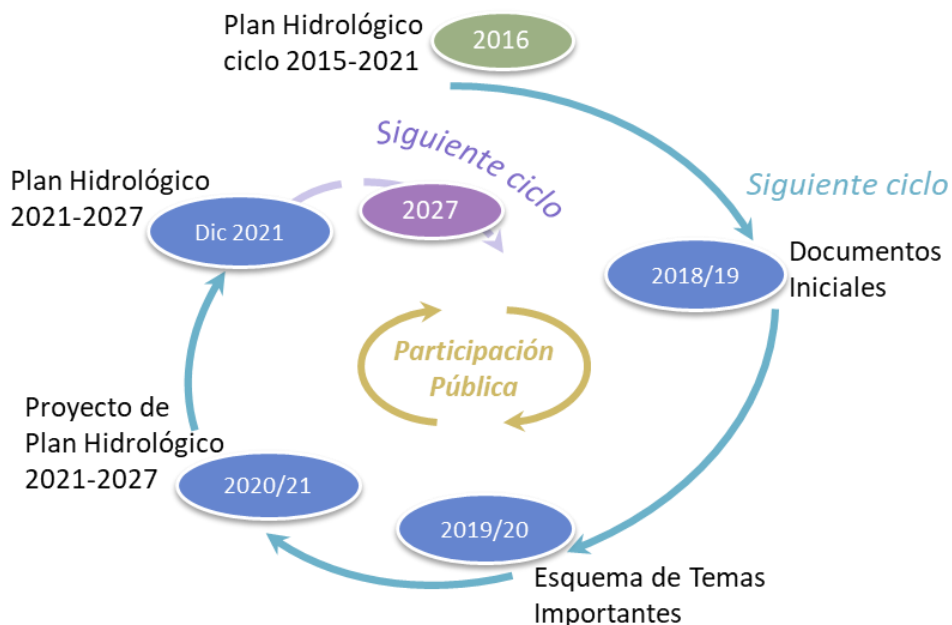 Plan Hidrológico
ciclo 2015-2021
2016
Siguiente ciclo
Siguiente ciclo
Plan Hidrológico
2021-2027
Dic 2021
2027
2018/19
Documentos
Iniciales
Participación
Pública
Proyecto de
Plan Hidrológico
2021-2027
2020/21
2019/20
Esquema de Temas
Importantes